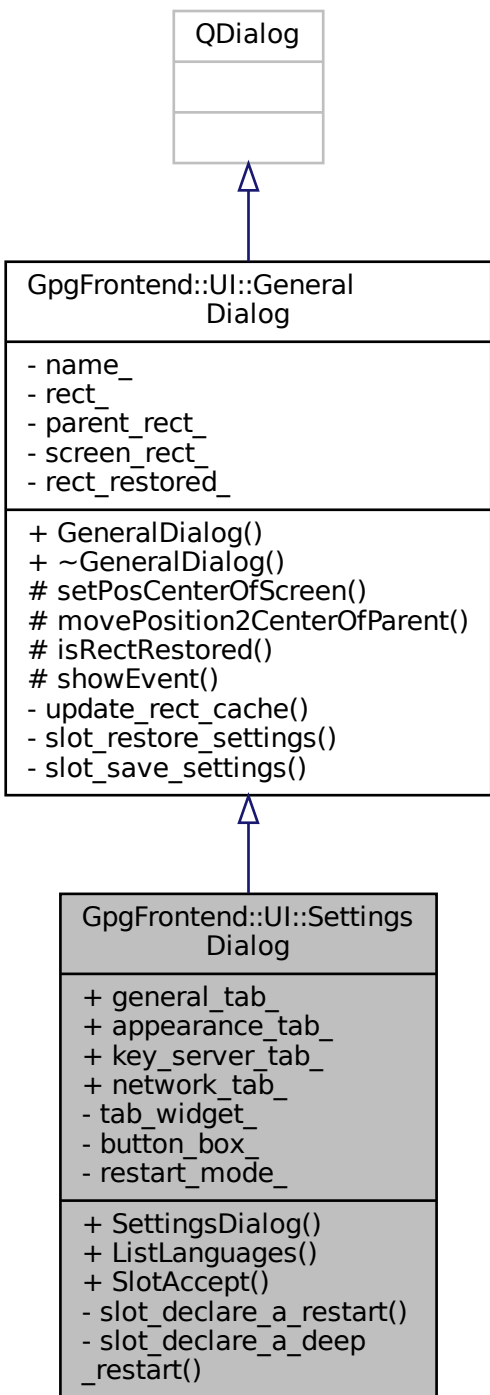 QDialog
GpgFrontend::UI::General
Dialog
- name_
- rect_
- parent_rect_
- screen_rect_
- rect_restored_
+ GeneralDialog()
+ ~GeneralDialog()
# setPosCenterOfScreen()
# movePosition2CenterOfParent()
# isRectRestored()
# showEvent()
- update_rect_cache()
- slot_restore_settings()
- slot_save_settings()
GpgFrontend::UI::Settings
Dialog
+ general_tab_
+ appearance_tab_
+ key_server_tab_
+ network_tab_
- tab_widget_
- button_box_
- restart_mode_
+ SettingsDialog()
+ ListLanguages()
+ SlotAccept()
- slot_declare_a_restart()
- slot_declare_a_deep
_restart()